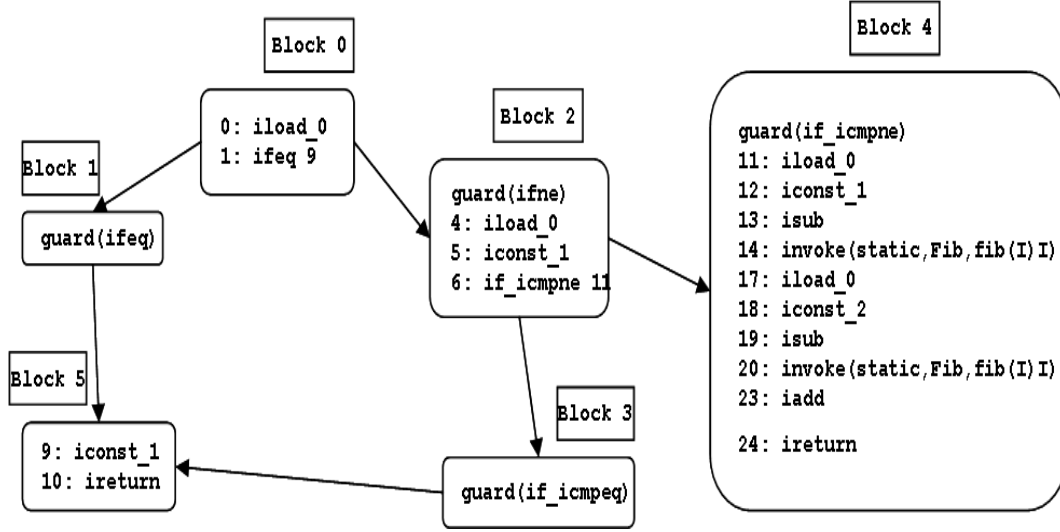 Block 0
0: iload_0
1: ifeq 9
Block 1
guard(ifeq)
Block 2
guard(ifne)
4: iload_0
5: iconst_1
6: if_icmpne 11
Block 4
guard(if_icmpne)
11: iload_0
12: iconst_1
13: isub
14: invoke(static,Fib,fib(I)I)
17: iload_0
18: iconst_2
19: isub
20: invoke(static,Fib,fib(I)I)
23: iadd
24: ireturn
Block 5
9: iconst_1
10: ireturn
Block 3
guard(if_icmpeq)